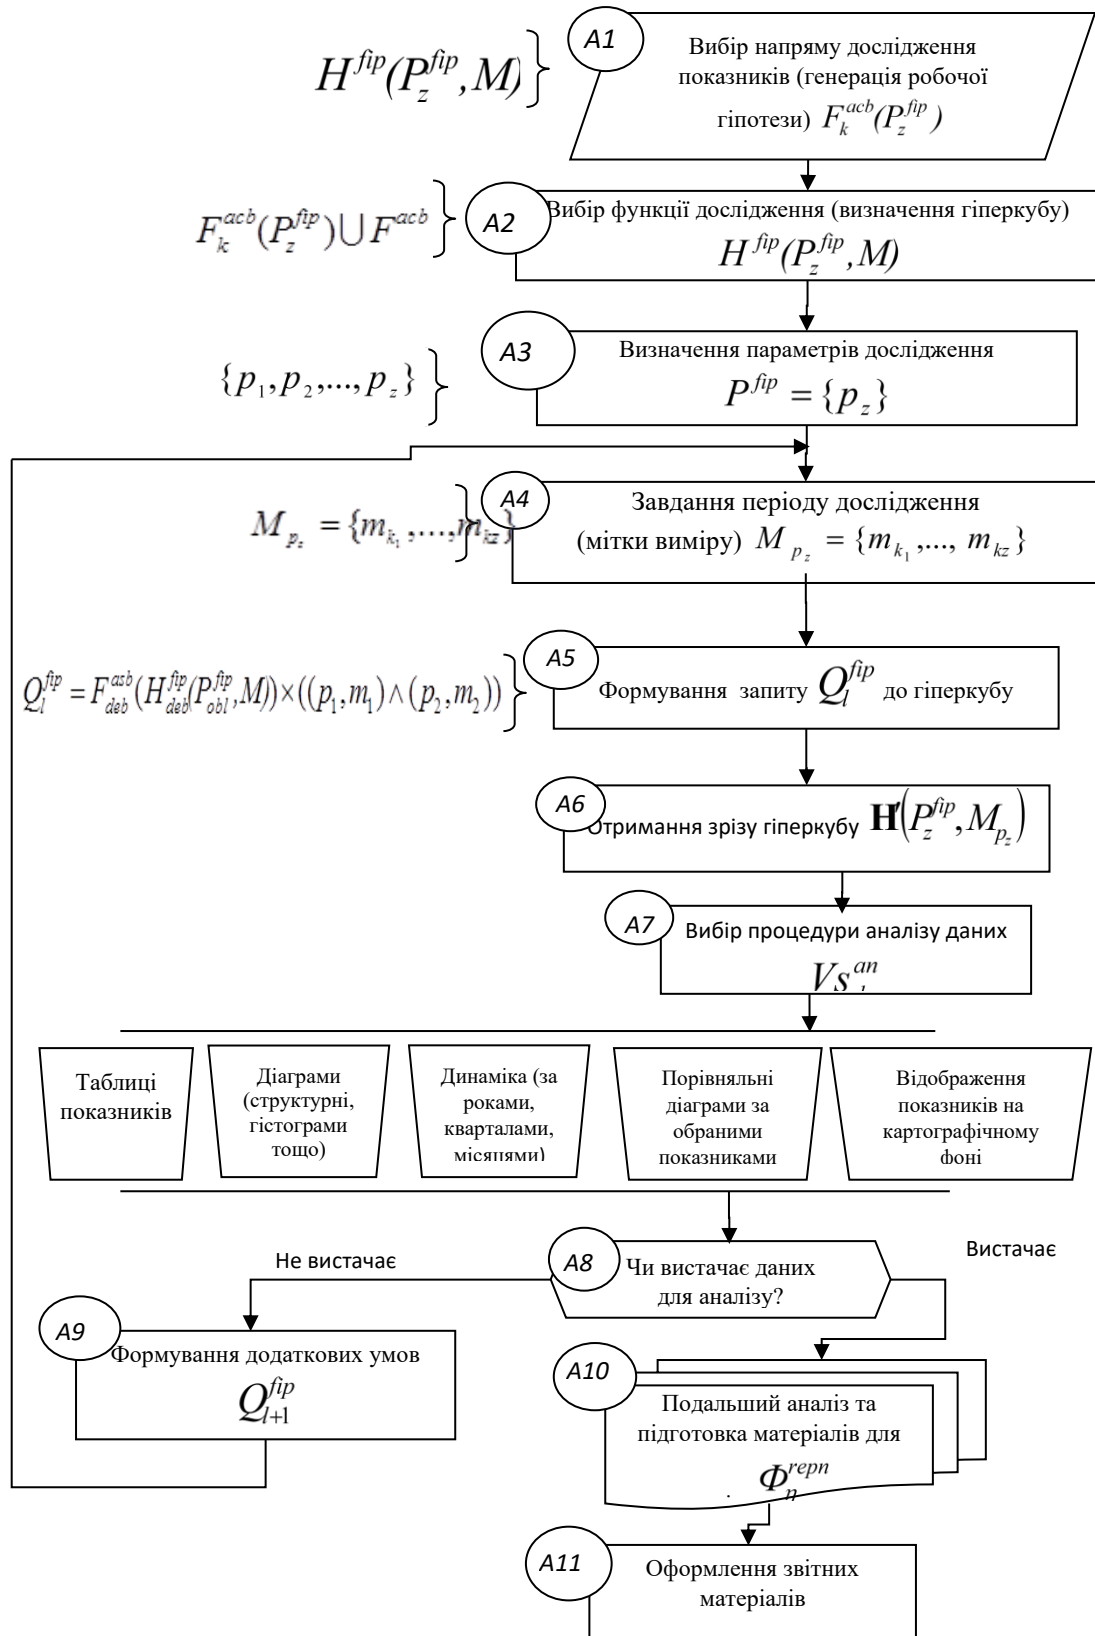 H^{fip}(P_z^{fip}, M)
A1
Вибір напряму дослідження
показників (генерація робочої
гіпотези) F_k^{acb}(P_z^{fip})
F_k^{acb}(P_z^{fip}) ∪ F^{acb}
A2
Вибір функції дослідження (визначення гіперкубу)
H^{fip}(P_z^{fip}, M)
{p_1, p_2, ..., p_z}
A3
Визначення параметрів дослідження
P^{fip} = {p_z}
M_{p_z} = {m_{k_1}, ..., m_{kz}}
A4
Завдання періоду дослідження
(мітки виміру) M_{p_z} = {m_{k_1}, ..., m_{kz}}
Q_l^{fip} = F_{deb}^{asb}(H_{deb}^{fip}(P_{obl}^{fip}, M)) × ((p_1, m_1) ∧ (p_2, m_2))
A5
Формування запиту Q_l^{fip} до гіперкубу
A6
Отримання зрізу гіперкубу H'(P_z^{fip}, M_{p_z})
A7
Вибір процедури аналізу даних
Vs^{an}
Таблиці
показників
Діаграми
(структурні,
гістограми
тощо)
Динаміка (за
роками,
кварталами,
місяцями)
Порівняльні
діаграми за
обраними
показниками
Відображення
показників на
картографічному
фоні
Не вистачає
A8
Чи вистачає даних
для аналізу?
Вистачає
A9
Формування додаткових умов
Q_{l+1}^{fip}
A10
Подальший аналіз та
підготовка матеріалів для
. Φ_n^{repn}
A11
Оформлення звітних
матеріалів